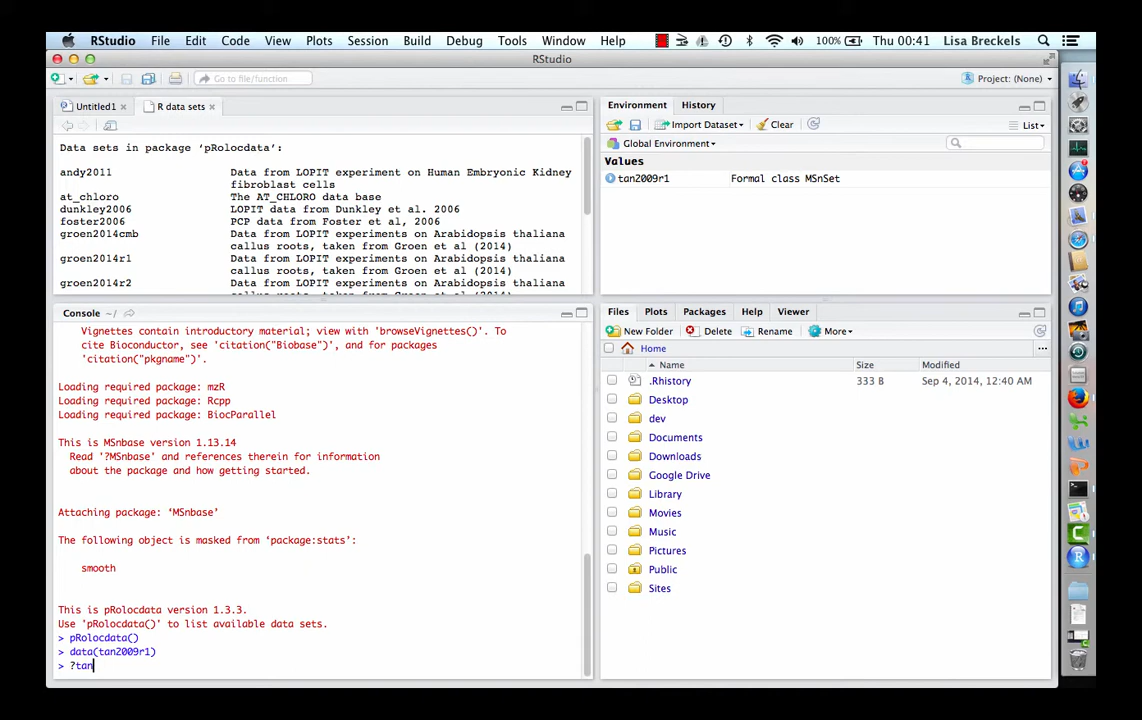 RStudio File Edit Code View Plots Session Build Debug Tools Window Help 100% Thu 00:41 Lisa Breckels
RStudio
Go to file/function Project: (None)
Untitled1 R data sets
Data sets in package ‘pRolocdata’:
andy2011 Data from LOPIT experiment on Human Embryonic Kidney
fibroblast cells
at_chloro The AT_CHLORO data base
dunkley2006 LOPIT data from Dunkley et al. 2006
foster2006 PCP data from Foster et al, 2006
groen2014cmb Data from LOPIT experiments on Arabidopsis thaliana
callus roots, taken from Groen et al (2014)
groen2014r1 Data from LOPIT experiments on Arabidopsis thaliana
callus roots, taken from Groen et al (2014)
groen2014r2 Data from LOPIT experiments on Arabidopsis thaliana
Environment History
Import Dataset Clear List
Global Environment
Values
tan2009r1 Formal class MSnSet
Console ~/
Vignettes contain introductory material; view with 'browseVignettes()'. To
cite Bioconductor, see 'citation("Biobase")', and for packages
'citation("pkgname")'.
Loading required package: mzR
Loading required package: Rcpp
Loading required package: BiocParallel
This is MSnbase version 1.13.14
Read '?MSnbase' and references therein for information
about the package and how getting started.
Attaching package: ‘MSnbase’
The following object is masked from ‘package:stats’:
smooth
This is pRolocdata version 1.3.3.
Use 'pRolocdata()' to list available data sets.
> pRolocdata()
> data(tan2009r1)
> ?tan
Files Plots Packages Help Viewer
New Folder Delete Rename More
Home ...
Name Size Modified
.Rhistory 333 B Sep 4, 2014, 12:40 AM
Desktop
dev
Documents
Downloads
Google Drive
Library
Movies
Music
Pictures
Public
Sites